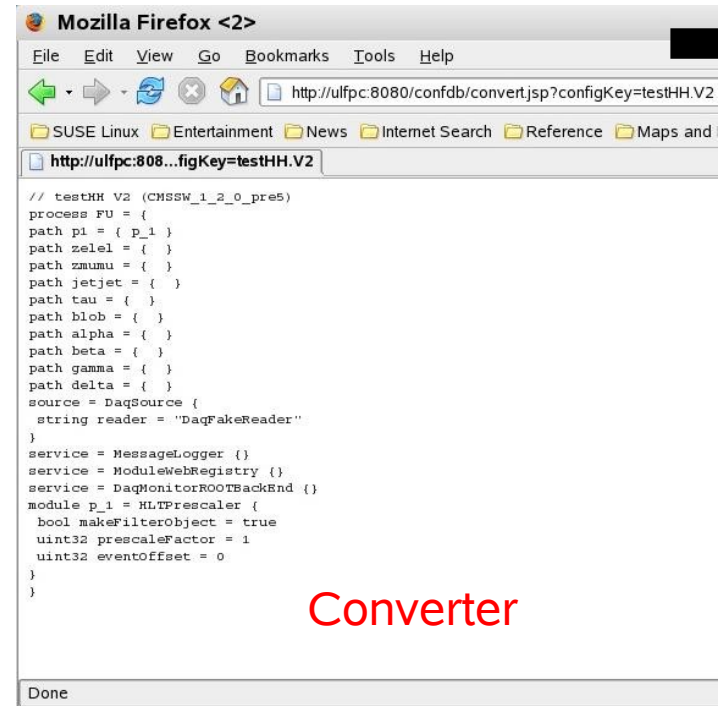 Mozilla Firefox <2>
File Edit View Go Bookmarks Tools Help
http://ulfpc:8080/confdb/convert.jsp?configKey=testHH.V2
SUSE Linux Entertainment News Internet Search Reference Maps and
http://ulfpc:808...figKey=testHH.V2
// testHH V2 (CMSSW_1_2_0_pre5)
process FU = {
path p1 = { p_1 }
path zelel = {  }
path zmumu = {  }
path jetjet = {  }
path tau = {  }
path blob = {  }
path alpha = {  }
path beta = {  }
path gamma = {  }
path delta = {  }
source = DaqSource {
 string reader = "DaqFakeReader"
}
service = MessageLogger {}
service = ModuleWebRegistry {}
service = DaqMonitorROOTBackEnd {}
module p_1 = HLTPrescaler {
 bool makeFilterObject = true
 uint32 prescaleFactor = 1
 uint32 eventOffset = 0
}
}
Converter
Done